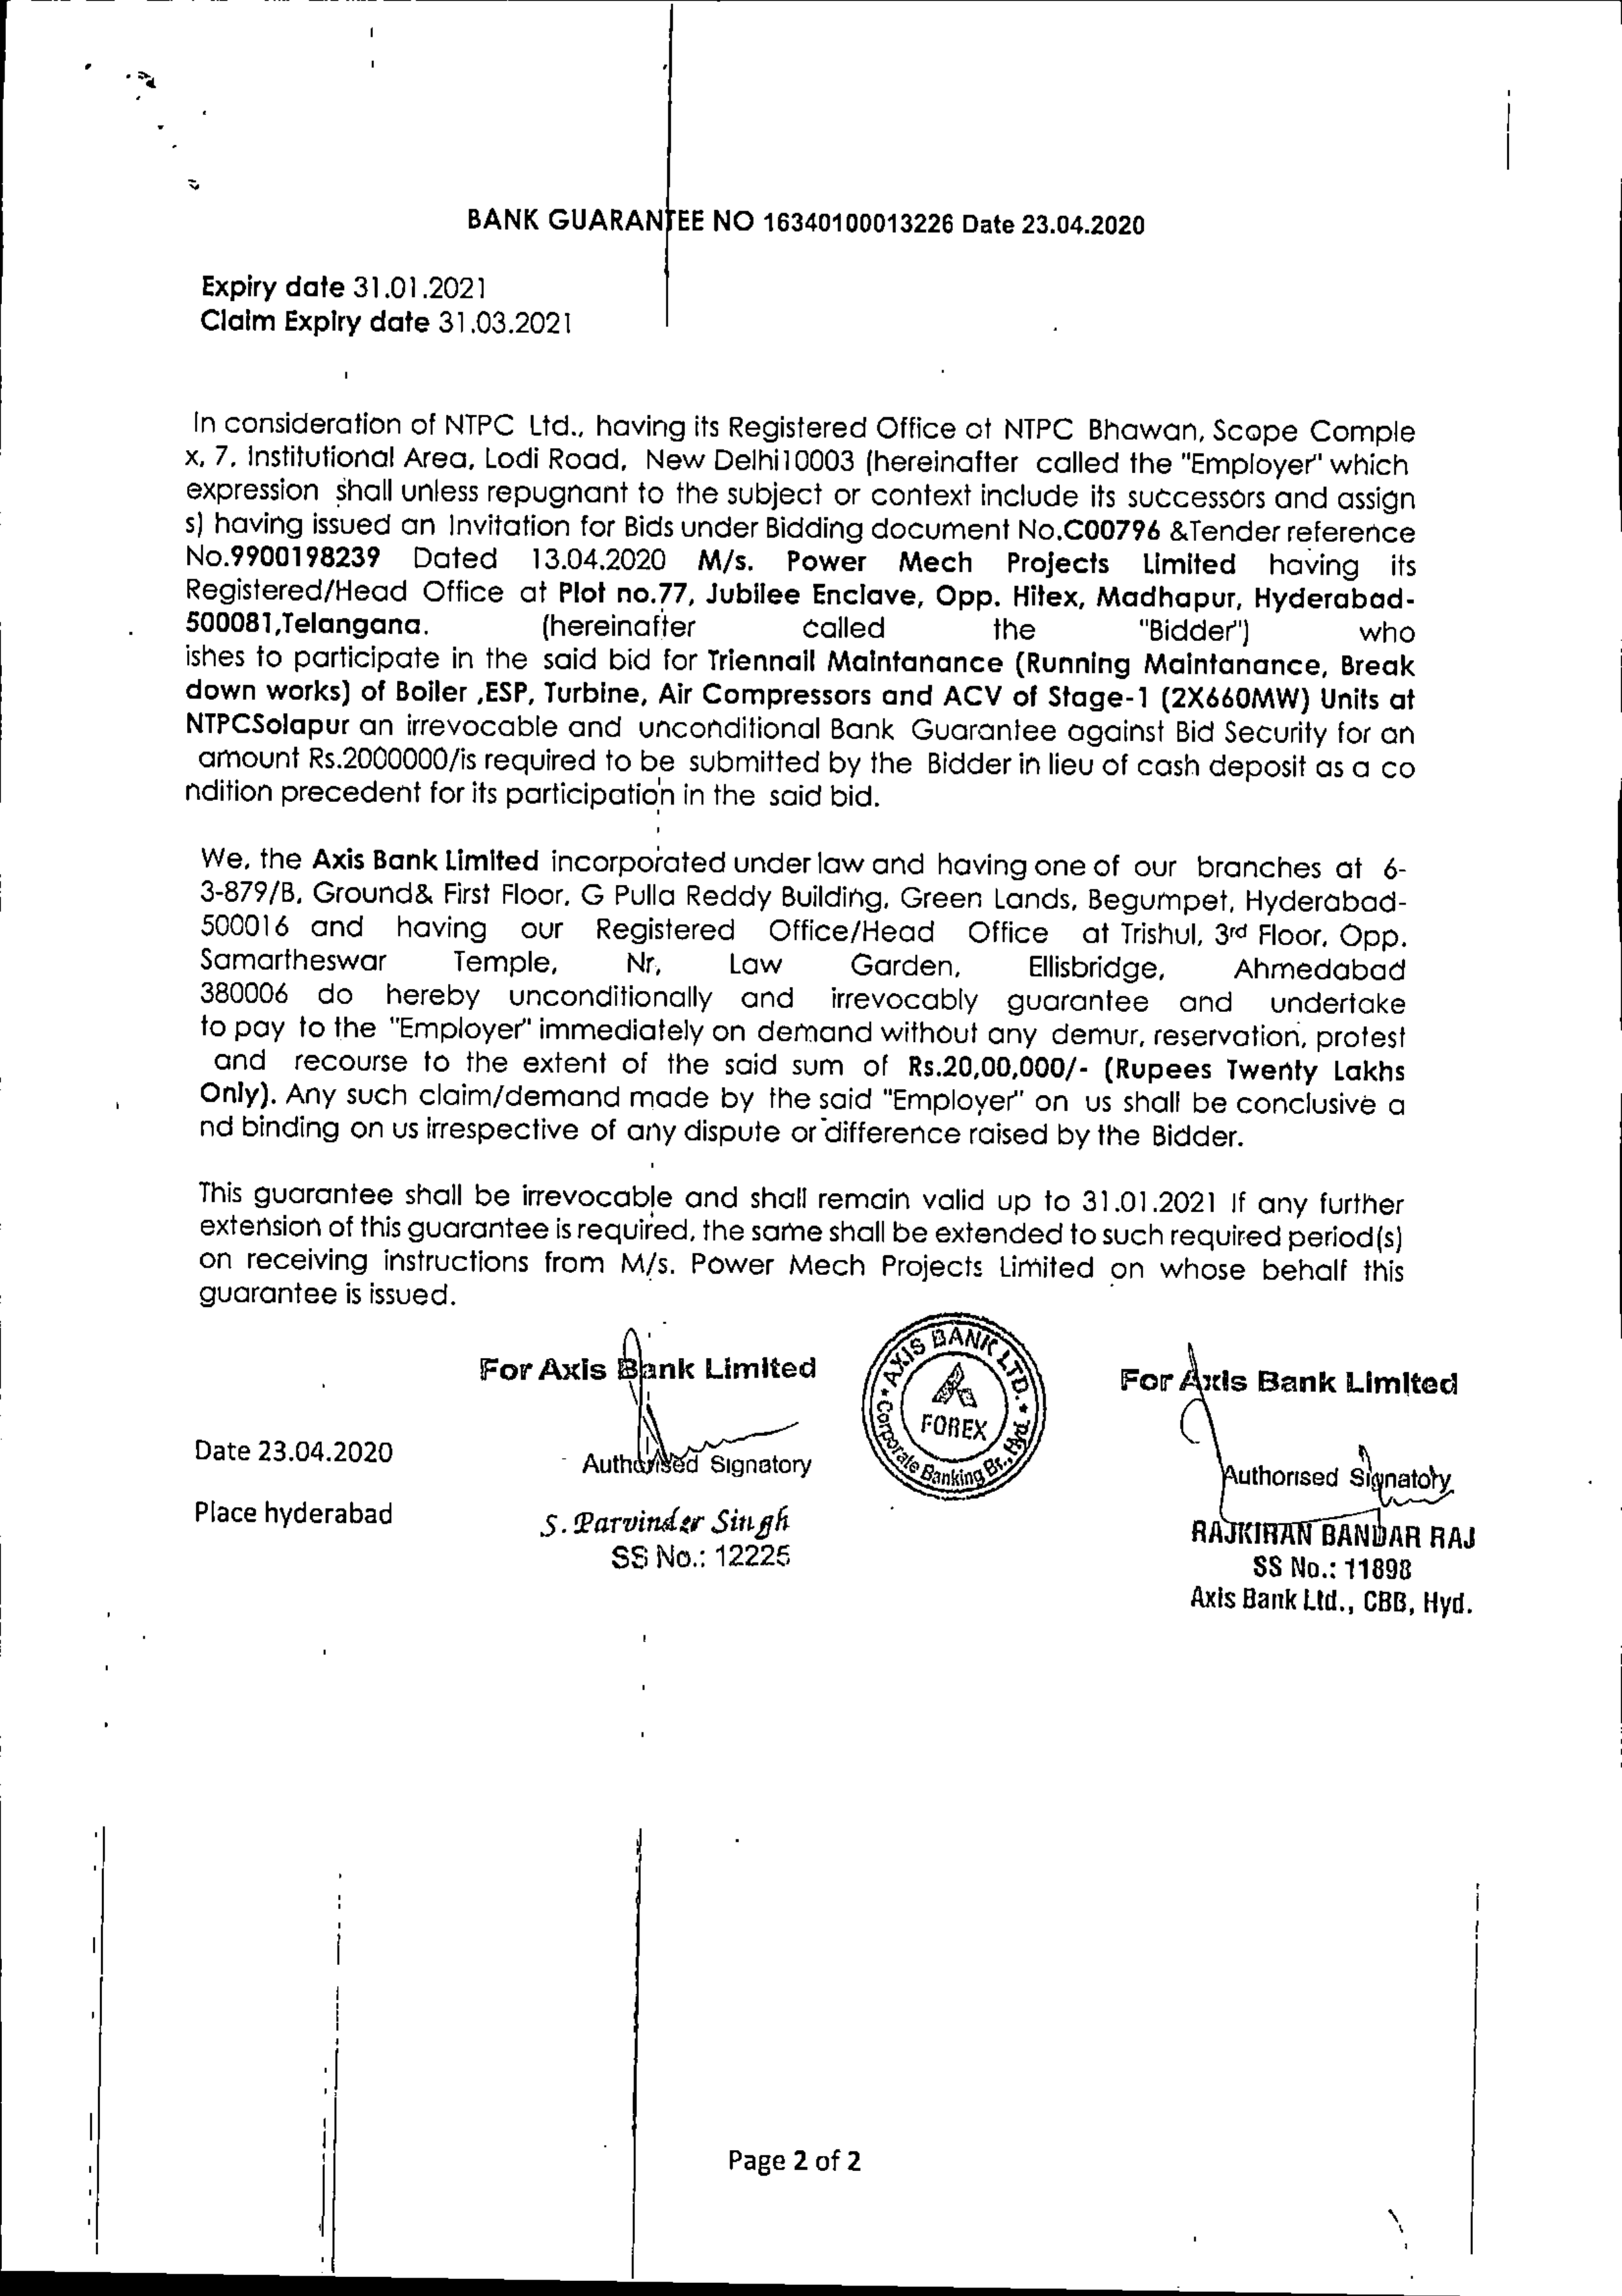 BANK GUARANTEE NO 16340100013226 Date 23.04.2020
Expiry date 31.01.2021
Claim Expiry date 31.03.2021
In consideration of NTPC Ltd., having its Registered Office at NTPC Bhawan, Scope Comple
x, 7, Institutional Area, Lodi Road, New Delhi10003 (hereinafter called the "Employer" which
expression shall unless repugnant to the subject or context include its successors and assign
s) having issued an Invitation for Bids under Bidding document No.C00796 &Tender reference
No.9900198239 Dated 13.04.2020 M/s. Power Mech Projects Limited having its
Registered/Head Office at Plot no.77, Jubilee Enclave, Opp. Hitex, Madhapur, Hyderabad-
500081,Telangana. (hereinafter called the "Bidder") who
ishes to participate in the said bid for Triennail Maintanance (Running Maintanance, Break
down works) of Boiler ,ESP, Turbine, Air Compressors and ACV of Stage-1 (2X660MW) Units at
NTPCSolapur an irrevocable and unconditional Bank Guarantee against Bid Security for an
amount Rs.2000000/is required to be submitted by the Bidder in lieu of cash deposit as a co
ndition precedent for its participation in the said bid.
We, the Axis Bank Limited incorporated under law and having one of our branches at 6-
3-879/B, Ground& First Floor, G Pulla Reddy Building, Green Lands, Begumpet, Hyderabad-
500016 and having our Registered Office/Head Office at Trishul, 3rd Floor, Opp.
Samartheswar Temple, Nr, Law Garden, Ellisbridge, Ahmedabad
380006 do hereby unconditionally and irrevocably guarantee and undertake
to pay to the "Employer" immediately on demand without any demur, reservation, protest
and recourse to the extent of the said sum of Rs.20,00,000/- (Rupees Twenty Lakhs
Only). Any such claim/demand made by the said "Employer" on us shall be conclusive a
nd binding on us irrespective of any dispute or difference raised by the Bidder.
This guarantee shall be irrevocable and shall remain valid up to 31.01.2021 If any further
extension of this guarantee is required, the same shall be extended to such required period(s)
on receiving instructions from M/s. Power Mech Projects Limited on whose behalf this
guarantee is issued.
For Axis Bank Limited
AXIS BANK LTD.
FOREX
Corporate Banking Br., Hyd.
For Axis Bank Limited
Date 23.04.2020
Authorised Signatory
Authorised Signatory
Place hyderabad
S. Parvinder Singh
SS No.: 12225
RAJKIRAN BANDAR RAJ
SS No.: 11898
Axis Bank Ltd., CBB, Hyd.
Page 2 of 2